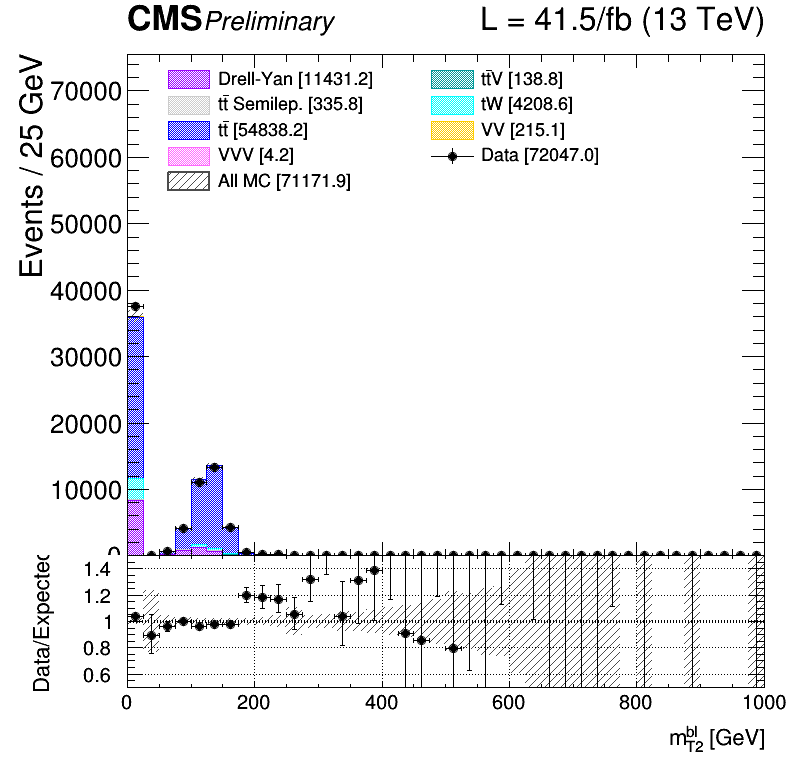 CMS Preliminary L = 41.5/fb (13 TeV)
Events / 25 GeV
70000
60000
50000
40000
30000
20000
10000
0
Drell-Yan [11431.2]
tt̄ Semilep. [335.8]
tt̄ [54838.2]
VVV [4.2]
All MC [71171.9]
tt̄V [138.8]
tW [4208.6]
VV [215.1]
Data [72047.0]
Data/Expected
1.4
1.2
1
0.8
0.6
0 200 400 600 800 1000
m_{T2}^{bl} [GeV]